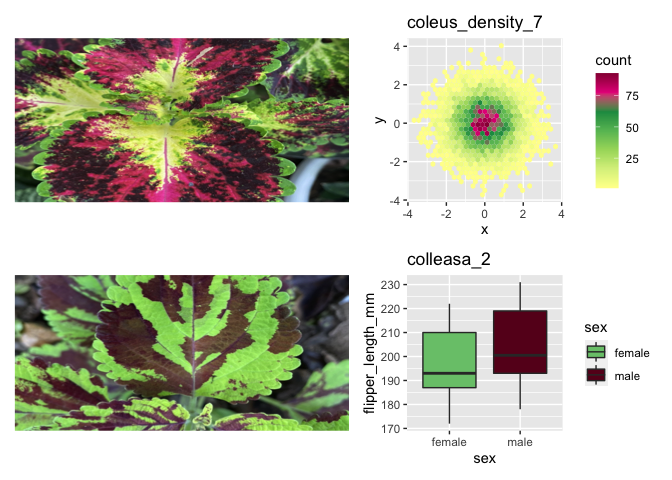 coleus_density_7
4
2
0
-2
-4
y
-4 -2 0 2 4
x
count
75
50
25
colleasa_2
230
220
210
200
190
180
170
flipper_length_mm
female male
sex
sex
female
male